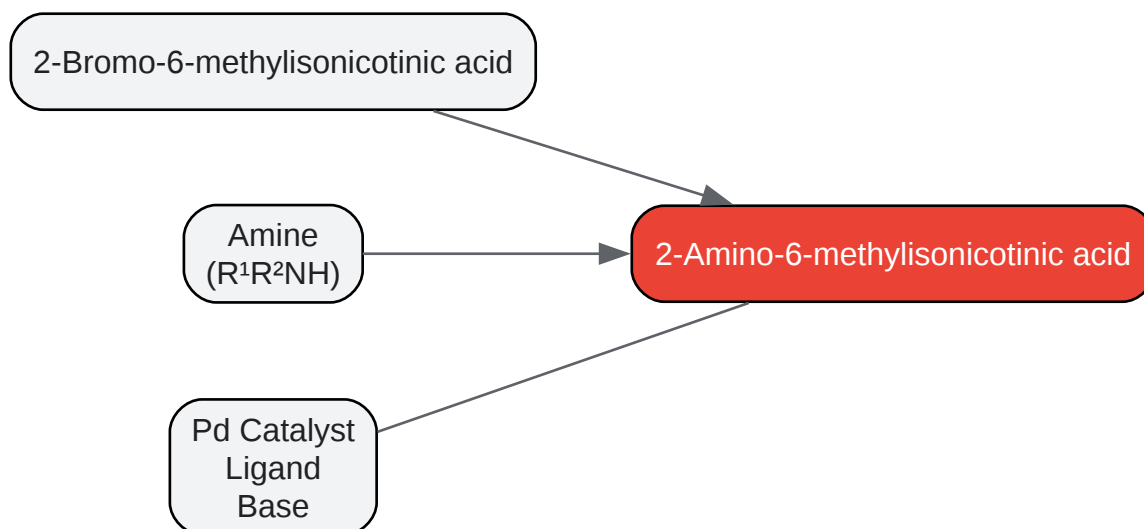 2-Bromo-6-methylisonicotinic acid
Amine
(R¹R²NH)
2-Amino-6-methylisonicotinic acid
Pd Catalyst
Ligand
Base